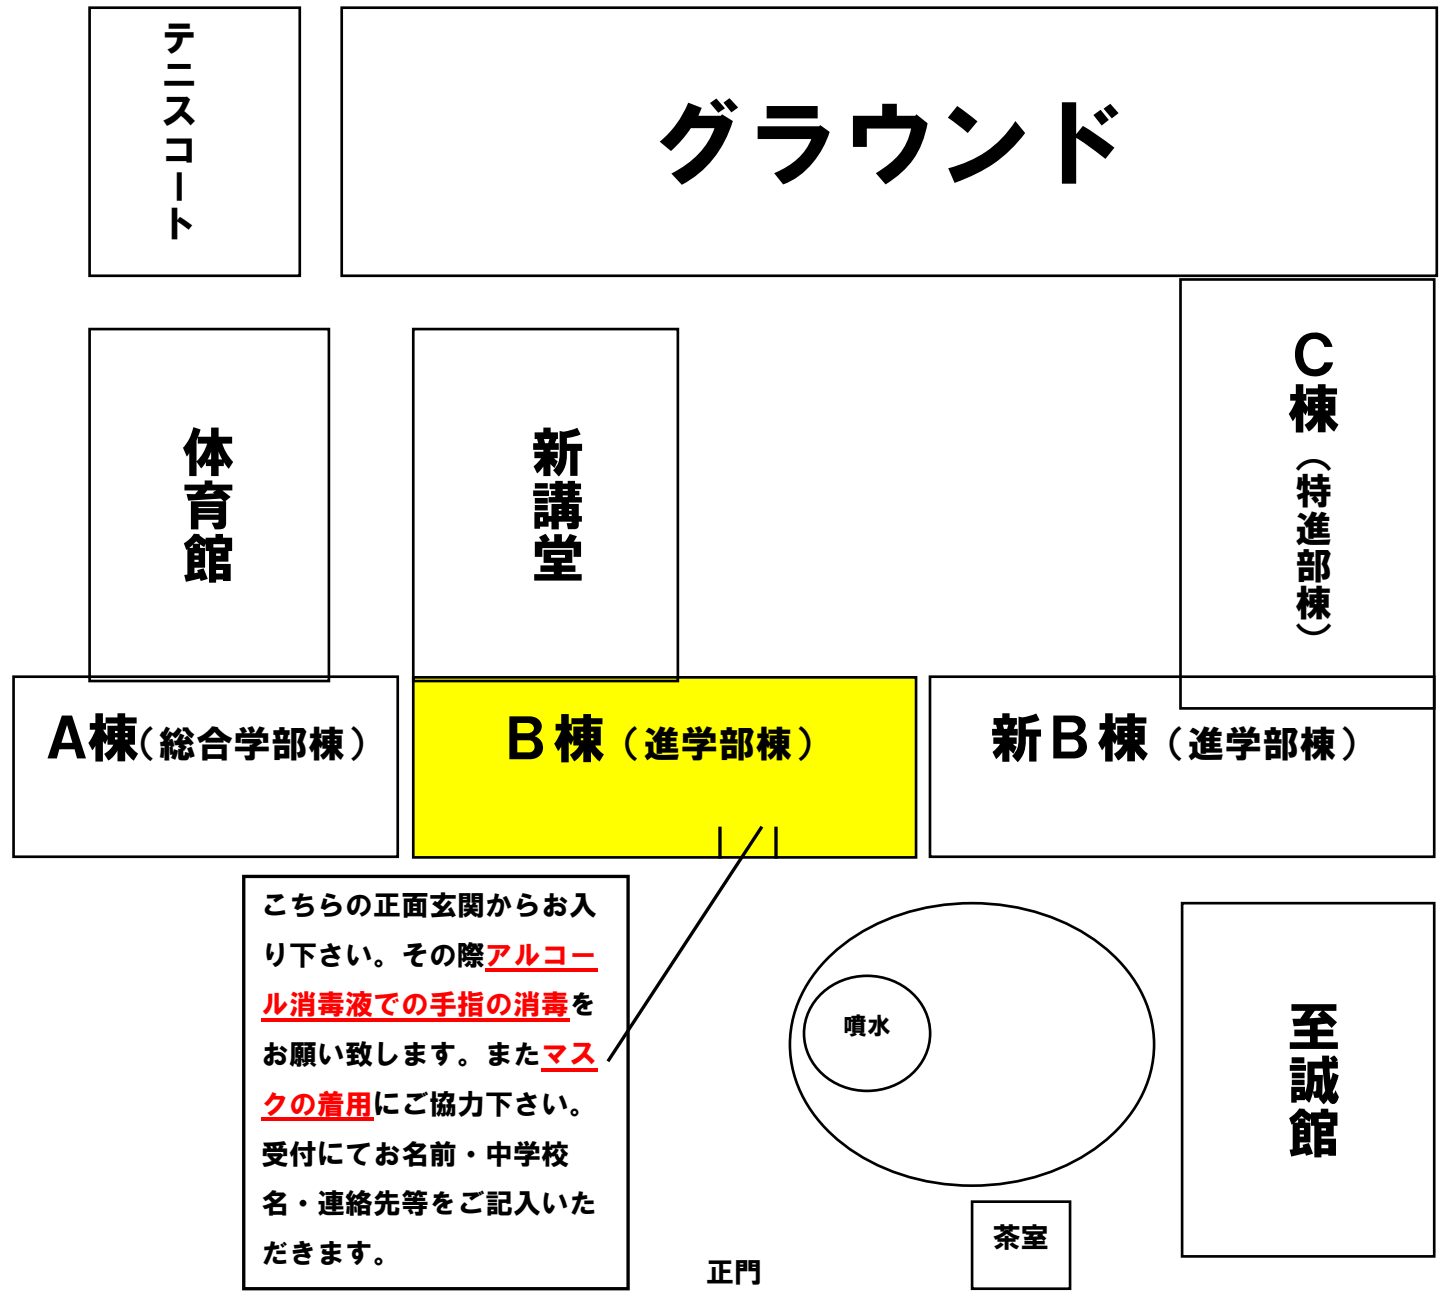 テニスコート
グラウンド
体育館
新講堂
C棟（特進部棟）
A棟（総合学部棟）
B棟（進学部棟）
新B棟（進学部棟）
こちらの正面玄関からお入
り下さい。その際アルコー
ル消毒液での手指の消毒を
お願い致します。またマス
クの着用にご協力下さい。
受付にてお名前・中学校
名・連絡先等をご記入いた
だきます。
噴水
至誠館
茶室
正門